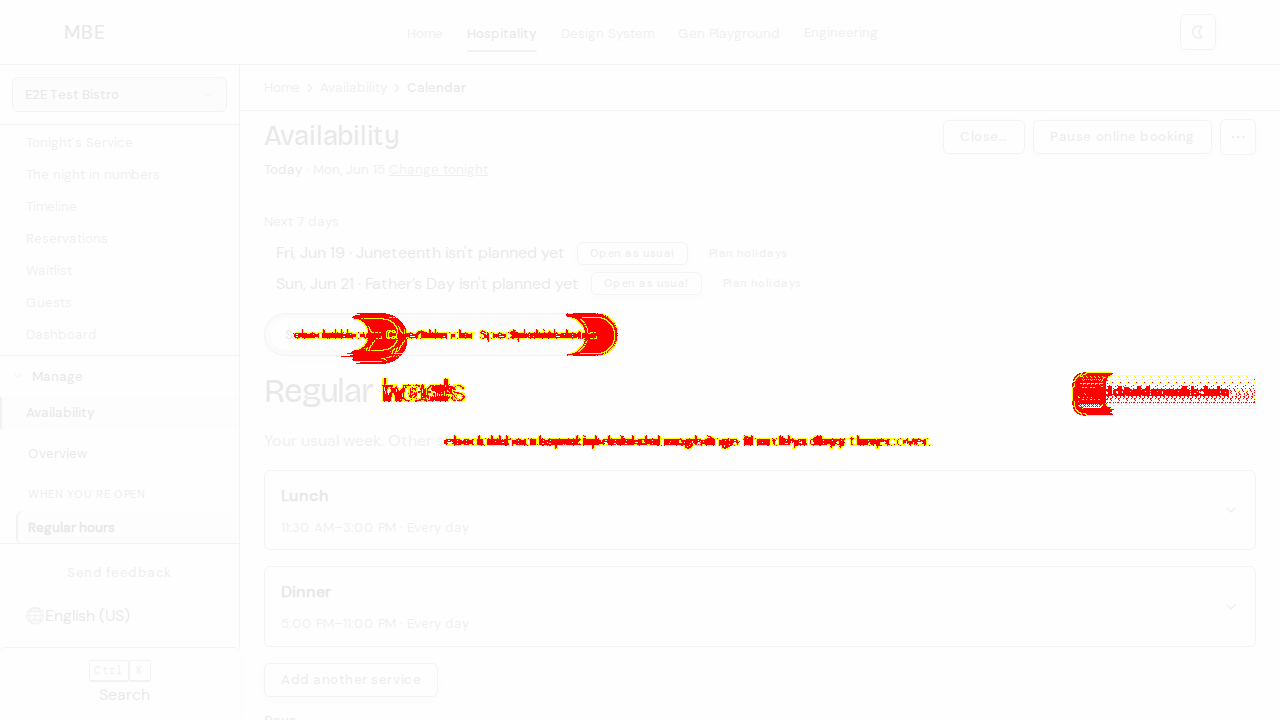 MBE
Home
Hospitality
Design System
Gen Playground
Engineering
E2E Test Bistro
Home
Availability
Calendar
Tonight's Service
The night in numbers
Timeline
Reservations
Waitlist
Guests
Dashboard
Manage
Availability
Overview
WHEN YOU'RE OPEN
Regular hours
Send feedback
English (US)
Ctrl K
Search
Availability
Close…
Pause online booking
Today · Mon, Jun 15 Change tonight
Next 7 days
Fri, Jun 19 · Juneteenth isn't planned yet
Open as usual
Plan holidays
Sun, Jun 21 · Father's Day isn't planned yet
Open as usual
Plan holidays
Regular
Your usual week. Other
Lunch
11:30 AM–3:00 PM · Every day
Dinner
5:00 PM–11:00 PM · Every day
Add another service
Days